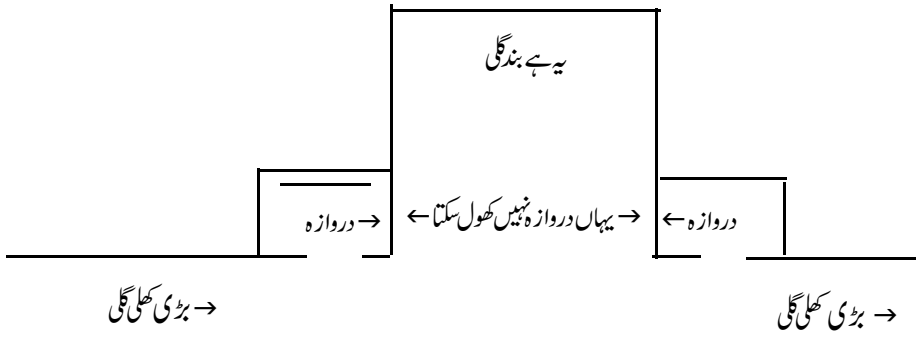 یہ ہے بند گلی
دروازہ ←
→ یہاں دروازہ نہیں کھول سکتا ←
دروازہ →
بڑی کھلی گلی →
بڑی کھلی گلی →